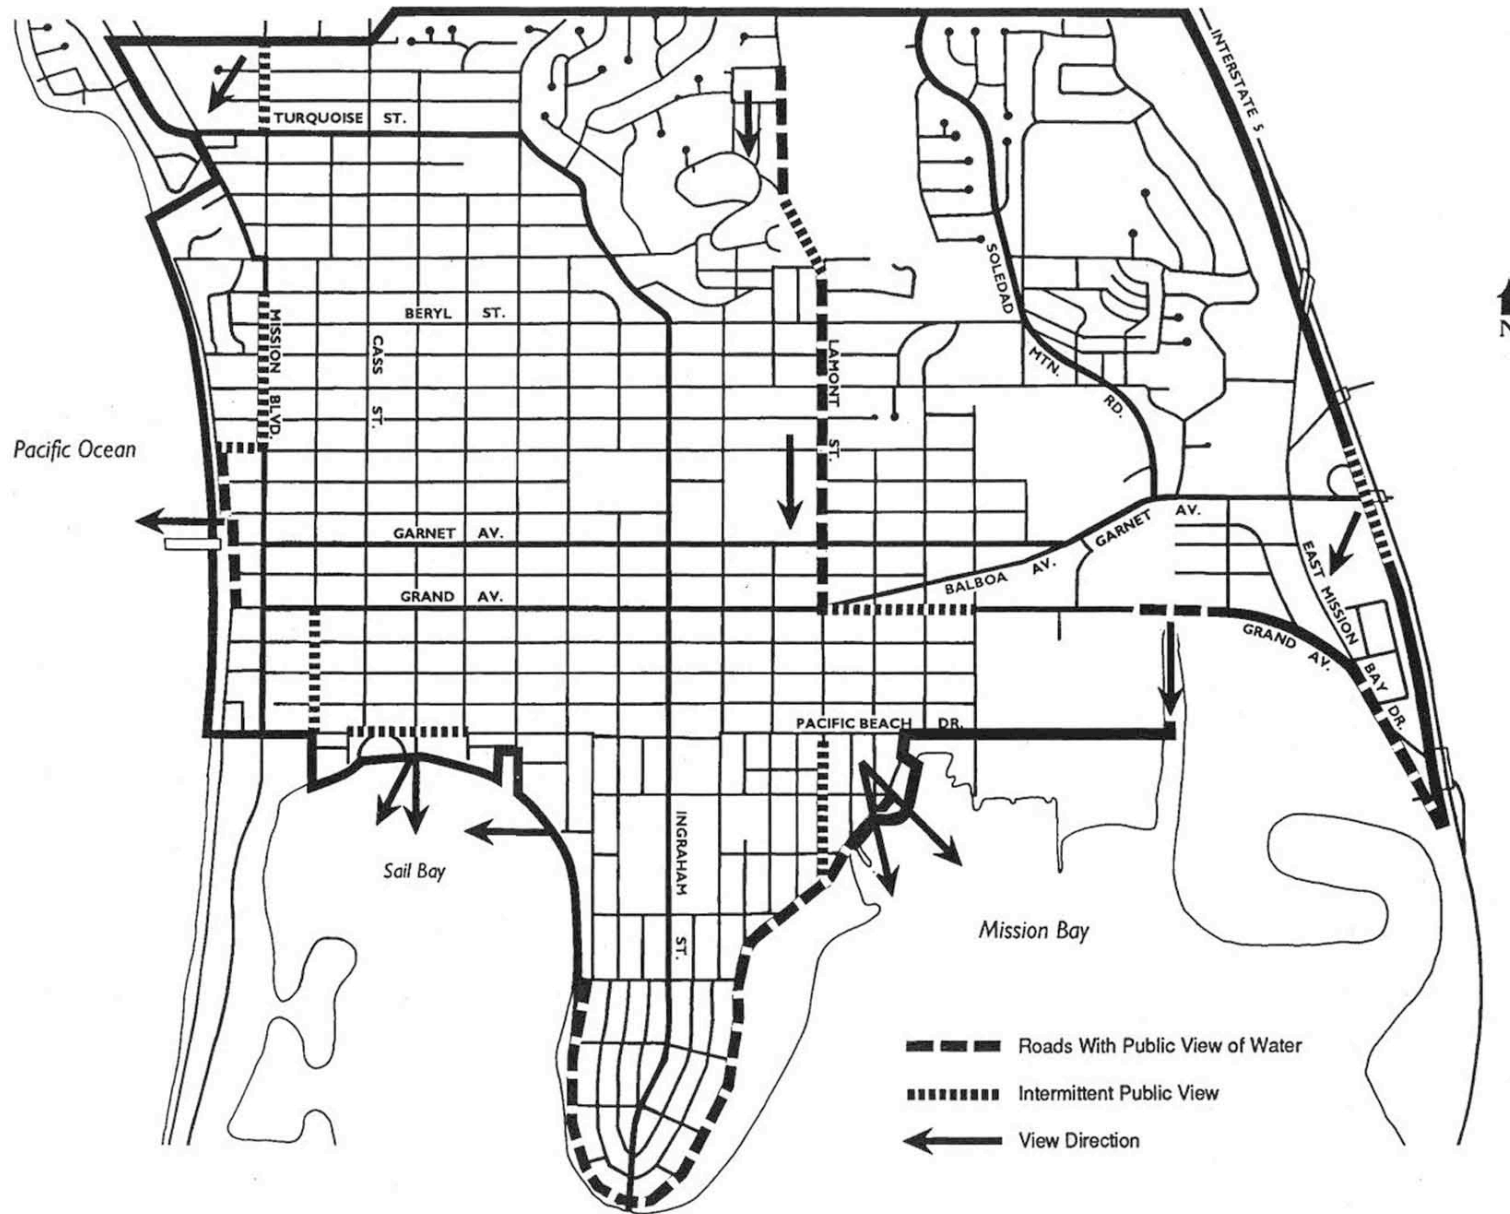 INTERSTATE 5
TURQUOISE ST.
SOLEDAD
MTN.
RD.
N
BERYL ST.
MISSION BLVD.
CASS ST.
LAMONT ST.
Pacific Ocean
GARNET AV.
GARNET AV.
BALBOA AV.
GRAND AV.
EAST MISSION
BAY DR.
GRAND AV.
PACIFIC BEACH DR.
INGRAHAM ST.
Sail Bay
Mission Bay
Roads With Public View of Water
Intermittent Public View
View Direction